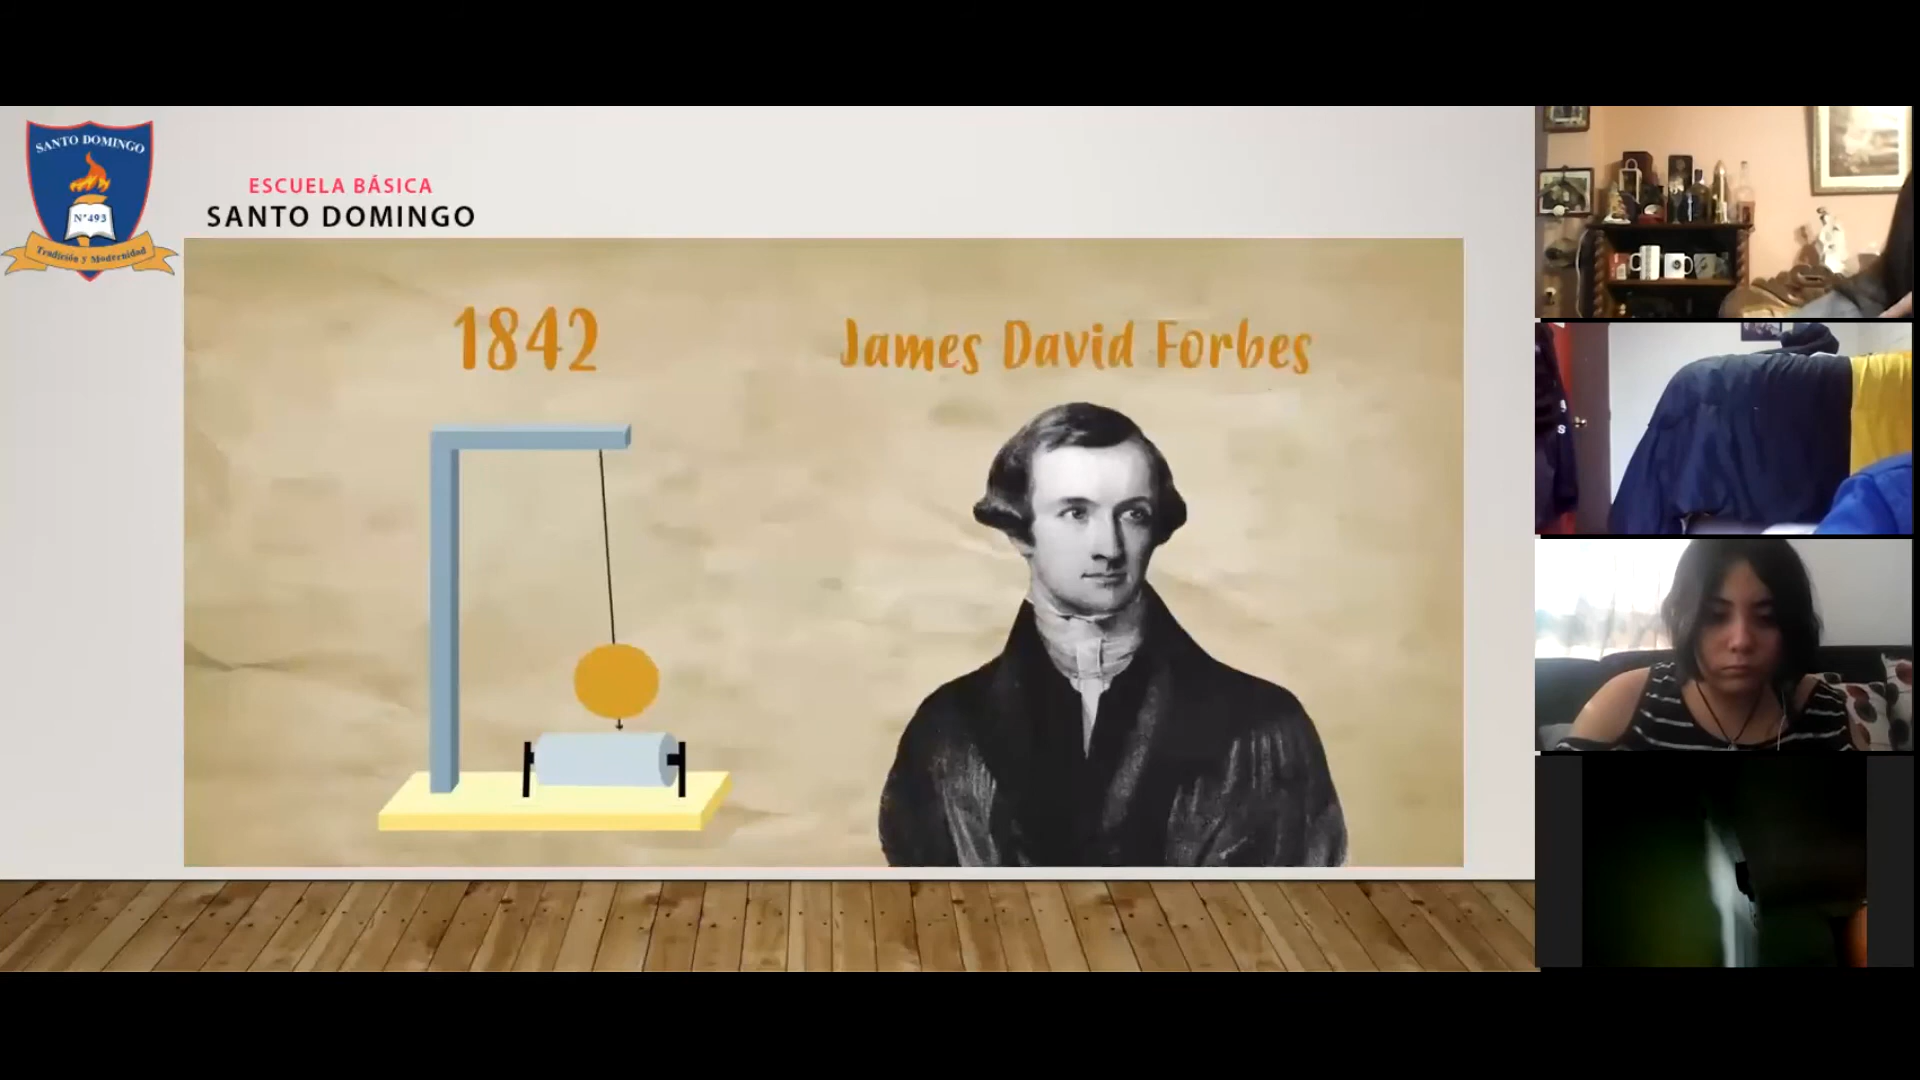 SANTO DOMINGO
N°493
Tradición y Modernidad
ESCUELA BÁSICA
SANTO DOMINGO
1842
James David Forbes